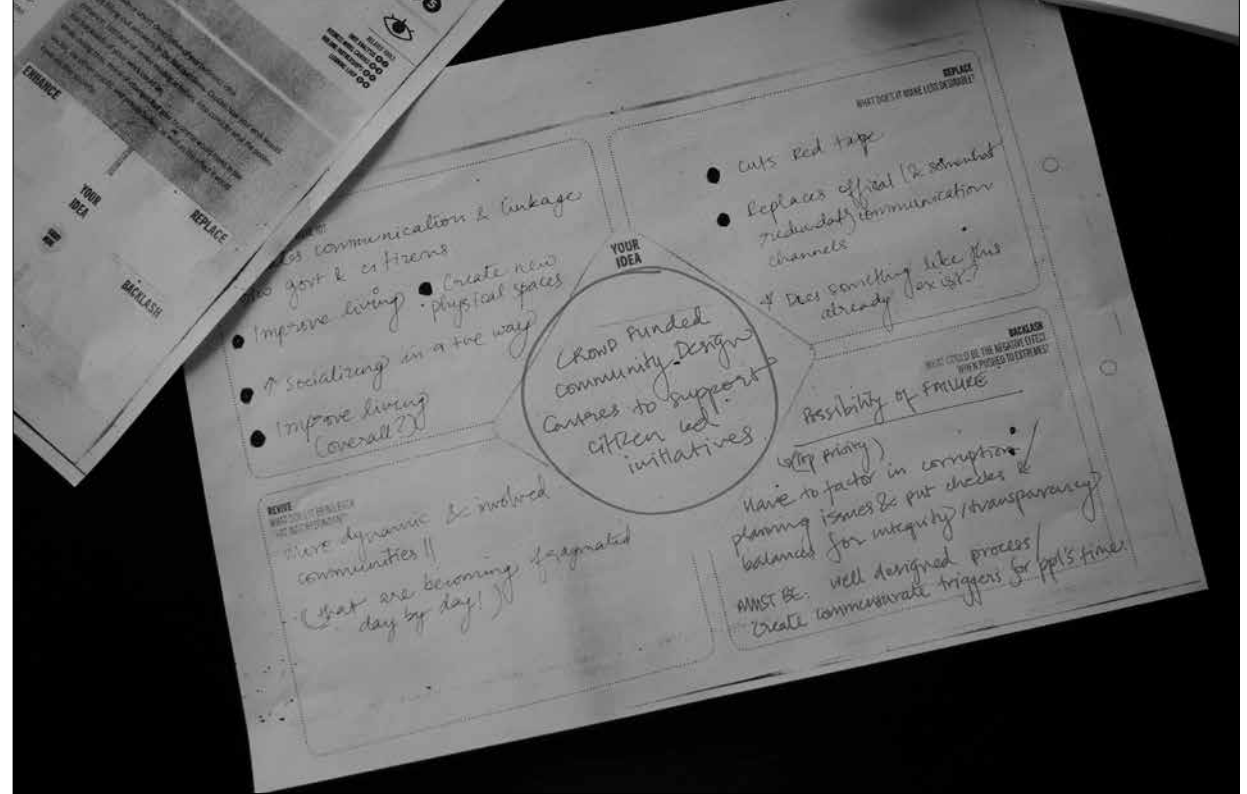 5
ENHANCE
YOUR
IDEA
REPLACE
BACKLASH
communication & linkage
govt & citizens
Improve living
Create new
physical spaces
↑ Socializing in a +ve way
Improve living
(overall?)
YOUR
IDEA
CROWD FUNDED
Community Design
Centres to support
citizen led
initiatives
REPLACE
WHAT DOES IT MAKE LESS DESIRABLE?
Cuts Red tape
Replaces offical (& somewhat
communication
channels
Does something like this
already exist?
REVIVE
dynamic & involved
communities !!
(that are becoming
day by day!)
BACKLASH
WHAT COULD BE THE NEGATIVE EFFECT
WHEN PUSHED TO EXTREMES?
Possibility of FAILURE
(Top priority)
Have to factor in corruption/
planning issues & put checks &
balances for integrity/transparency
MUST BE: well designed process/
create commensurate triggers for ppl's time.